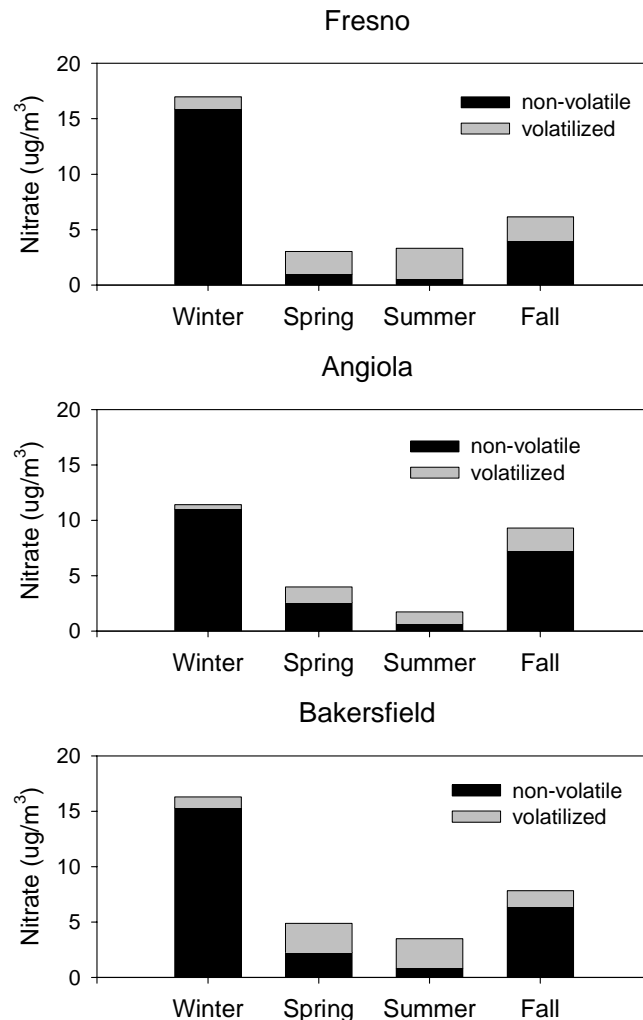 Fresno
20
15
10
5
0
Nitrate (ug/m³)
non-volatile
volatilized
Winter Spring Summer Fall
Angiola
20
15
10
5
0
Nitrate (ug/m³)
non-volatile
volatilized
Winter Spring Summer Fall
Bakersfield
20
15
10
5
0
Nitrate (ug/m³)
non-volatile
volatilized
Winter Spring Summer Fall